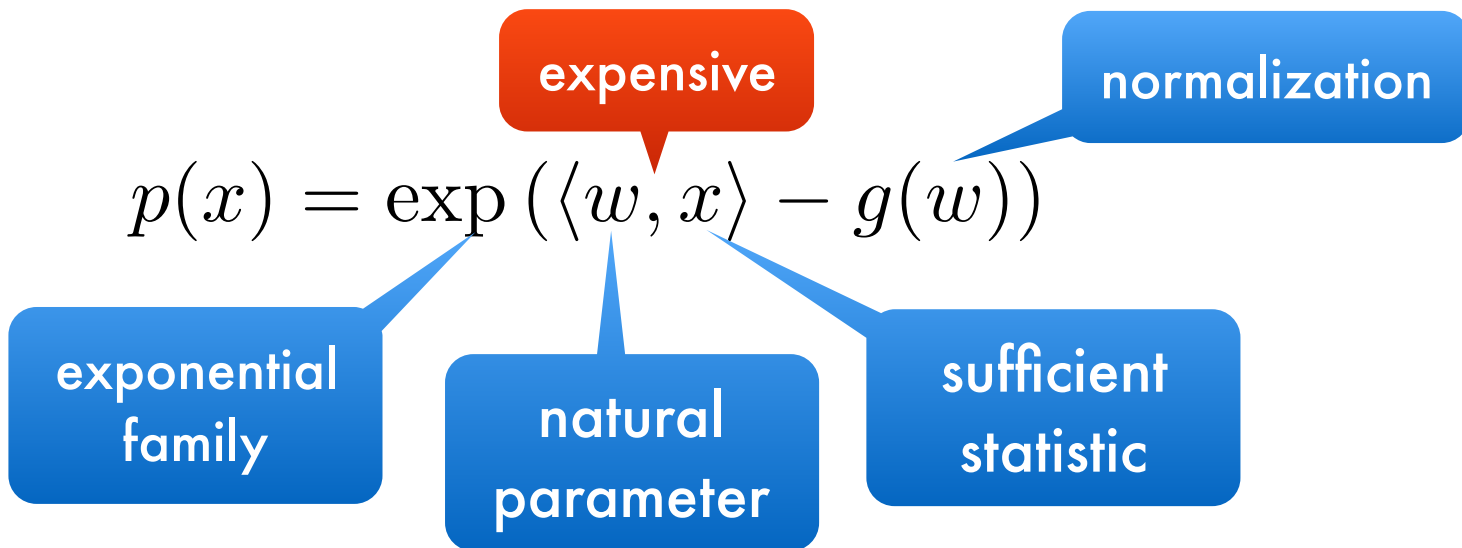 expensive
normalization
p(x) = exp (⟨w, x⟩ − g(w))
exponential
family
natural
parameter
sufficient
statistic